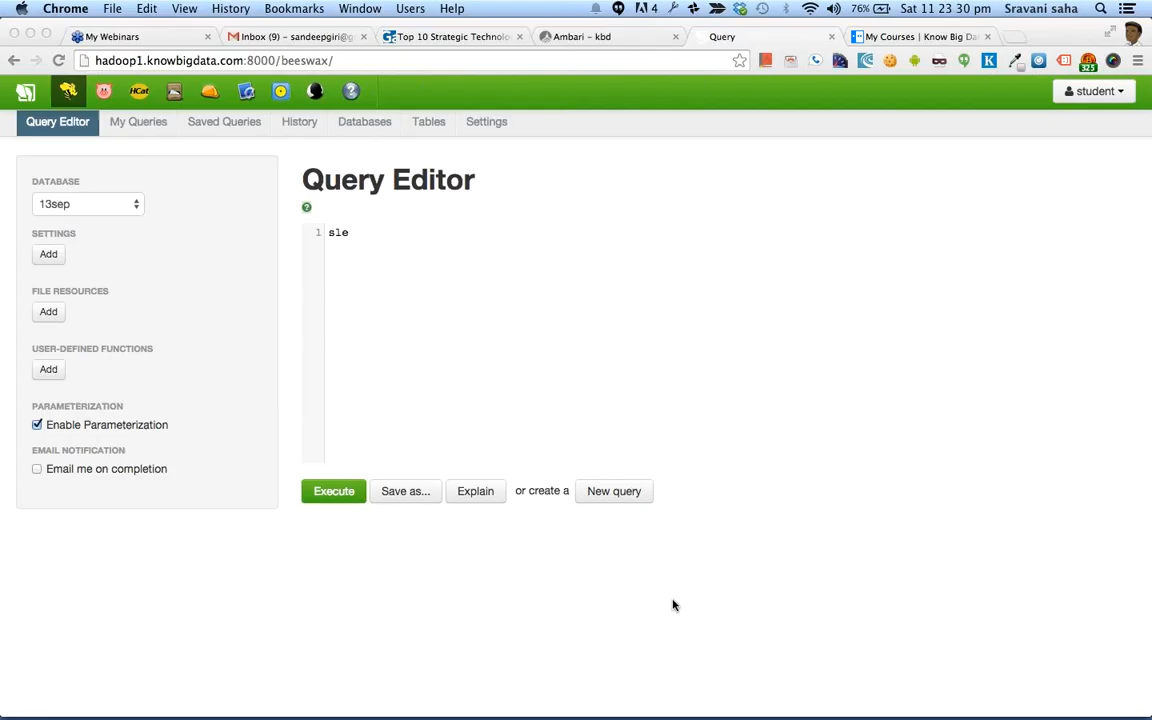 Chrome File Edit View History Bookmarks Window Users Help 4 76% Sat 11 23 30 pm Sravani saha
My Webinars Inbox (9) – sandeepgiri@g Top 10 Strategic Technolo Ambari – kbd Query My Courses | Know Big Da
hadoop1.knowbigdata.com:8000/beeswax/ 325
HCat student
Query Editor My Queries Saved Queries History Databases Tables Settings
DATABASE
13sep
SETTINGS
Add
FILE RESOURCES
Add
USER-DEFINED FUNCTIONS
Add
PARAMETERIZATION
Enable Parameterization
EMAIL NOTIFICATION
Email me on completion
Query Editor
1 sle
Execute Save as... Explain or create a New query